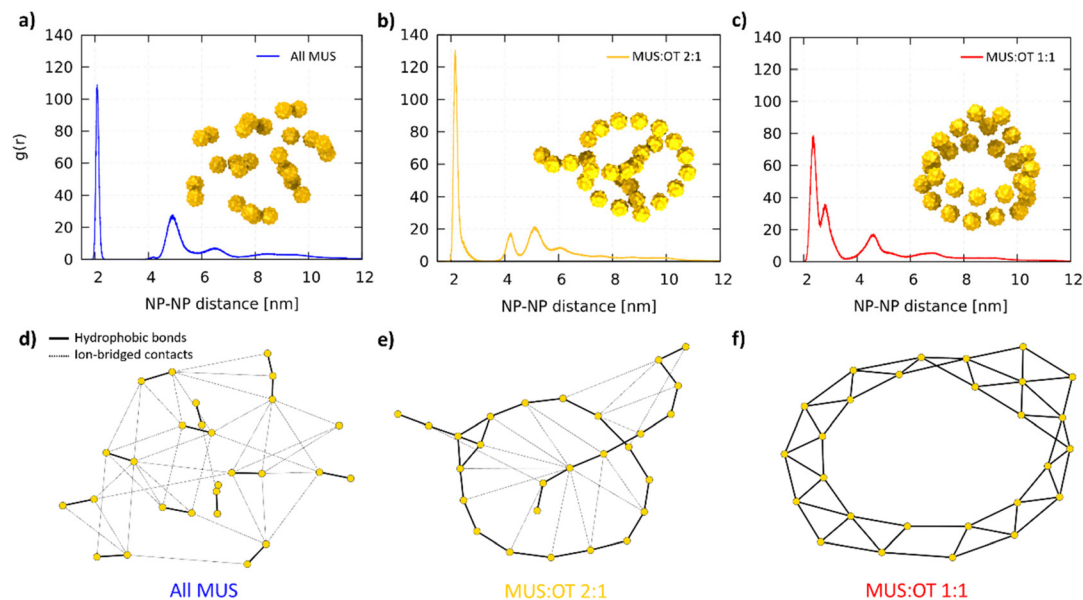 a)
All MUS
g(r)
140
120
100
80
60
40
20
0
2 4 6 8 10 12
NP-NP distance [nm]
b)
MUS:OT 2:1
140
120
100
80
60
40
20
0
2 4 6 8 10 12
NP-NP distance [nm]
c)
MUS:OT 1:1
140
120
100
80
60
40
20
0
2 4 6 8 10 12
NP-NP distance [nm]
d)
Hydrophobic bonds
Ion-bridged contacts
All MUS
e)
MUS:OT 2:1
f)
MUS:OT 1:1